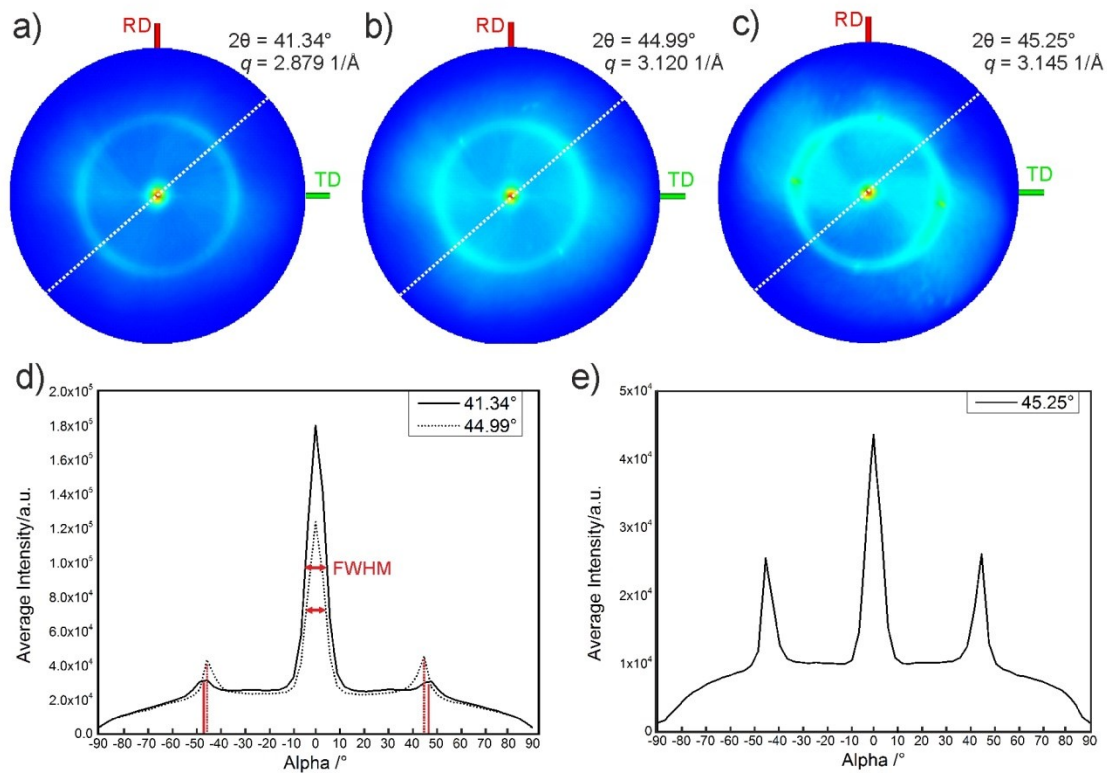 a)
RD
2θ = 41.34°
q = 2.879 1/Å
TD
b)
RD
2θ = 44.99°
q = 3.120 1/Å
TD
c)
RD
2θ = 45.25°
q = 3.145 1/Å
TD
d)
Average Intensity/a.u.
2.0x10⁵
1.8x10⁵
1.6x10⁵
1.4x10⁵
1.2x10⁵
1.0x10⁵
8.0x10⁴
6.0x10⁴
4.0x10⁴
2.0x10⁴
0.0
41.34°
44.99°
FWHM
-90 -80 -70 -60 -50 -40 -30 -20 -10 0 10 20 30 40 50 60 70 80 90
Alpha /°
e)
Average Intensity/a.u.
5x10⁴
4x10⁴
3x10⁴
2x10⁴
1x10⁴
0
45.25°
-90 -80 -70 -60 -50 -40 -30 -20 -10 0 10 20 30 40 50 60 70 80 90
Alpha /°